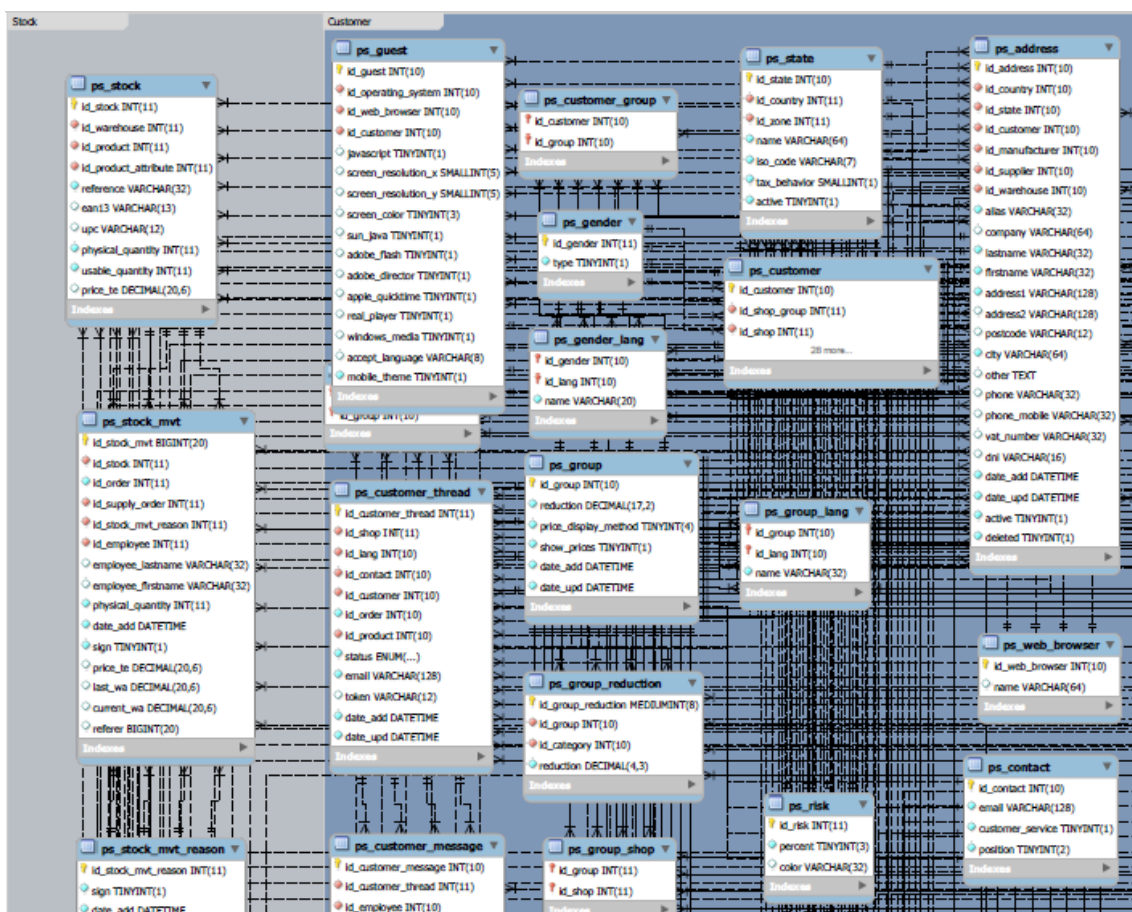 Stock
Customer
ps_stock
id_stock INT(11)
id_warehouse INT(11)
id_product INT(11)
id_product_attribute INT(11)
reference VARCHAR(32)
ean13 VARCHAR(13)
upc VARCHAR(12)
physical_quantity INT(11)
usable_quantity INT(11)
price_te DECIMAL(20,6)
Indexes
ps_stock_mvt
id_stock_mvt BIGINT(20)
id_stock INT(11)
id_order INT(11)
id_supply_order INT(11)
id_stock_mvt_reason INT(11)
id_employee INT(11)
employee_lastname VARCHAR(32)
employee_firstname VARCHAR(32)
physical_quantity INT(11)
date_add DATETIME
sign TINYINT(1)
price_te DECIMAL(20,6)
last_wa DECIMAL(20,6)
current_wa DECIMAL(20,6)
referer BIGINT(20)
Indexes
ps_stock_mvt_reason
id_stock_mvt_reason INT(11)
sign TINYINT(1)
date_add DATETIME
ps_guest
id_guest INT(10)
id_operating_system INT(10)
id_web_browser INT(10)
id_customer INT(10)
javascript TINYINT(1)
screen_resolution_x SMALLINT(5)
screen_resolution_y SMALLINT(5)
screen_color TINYINT(3)
sun_java TINYINT(1)
adobe_flash TINYINT(1)
adobe_director TINYINT(1)
apple_quicktime TINYINT(1)
real_player TINYINT(1)
windows_media TINYINT(1)
accept_language VARCHAR(8)
mobile_theme TINYINT(1)
Indexes
id_group INT(10)
Indexes
ps_customer_thread
id_customer_thread INT(11)
id_shop INT(11)
id_lang INT(10)
id_contact INT(10)
id_customer INT(10)
id_order INT(10)
id_product INT(10)
status ENUM(...)
email VARCHAR(128)
token VARCHAR(12)
date_add DATETIME
date_upd DATETIME
Indexes
ps_customer_message
id_customer_message INT(10)
id_customer_thread INT(11)
id_employee INT(10)
ps_customer_group
id_customer INT(10)
id_group INT(10)
Indexes
ps_gender
id_gender INT(11)
type TINYINT(1)
Indexes
ps_gender_lang
id_gender INT(10)
id_lang INT(10)
name VARCHAR(20)
Indexes
ps_group
id_group INT(10)
reduction DECIMAL(17,2)
price_display_method TINYINT(4)
show_prices TINYINT(1)
date_add DATETIME
date_upd DATETIME
Indexes
ps_group_reduction
id_group_reduction MEDIUMINT(8)
id_group INT(10)
id_category INT(10)
reduction DECIMAL(4,3)
Indexes
ps_group_shop
id_group INT(11)
id_shop INT(11)
Indexes
ps_state
id_state INT(10)
id_country INT(11)
id_zone INT(11)
name VARCHAR(64)
iso_code VARCHAR(7)
tax_behavior SMALLINT(1)
active TINYINT(1)
Indexes
ps_customer
id_customer INT(10)
id_shop_group INT(11)
id_shop INT(11)
28 more...
Indexes
ps_group_lang
id_group INT(10)
id_lang INT(10)
name VARCHAR(32)
Indexes
ps_risk
id_risk INT(11)
percent TINYINT(3)
color VARCHAR(32)
Indexes
ps_address
id_address INT(10)
id_country INT(10)
id_state INT(10)
id_customer INT(10)
id_manufacturer INT(10)
id_supplier INT(10)
id_warehouse INT(10)
alias VARCHAR(32)
company VARCHAR(64)
lastname VARCHAR(32)
firstname VARCHAR(32)
address1 VARCHAR(128)
address2 VARCHAR(128)
postcode VARCHAR(12)
city VARCHAR(64)
other TEXT
phone VARCHAR(32)
phone_mobile VARCHAR(32)
vat_number VARCHAR(32)
dni VARCHAR(16)
date_add DATETIME
date_upd DATETIME
active TINYINT(1)
deleted TINYINT(1)
Indexes
ps_web_browser
id_web_browser INT(10)
name VARCHAR(64)
Indexes
ps_contact
id_contact INT(10)
email VARCHAR(128)
customer_service TINYINT(1)
position TINYINT(2)
Indexes